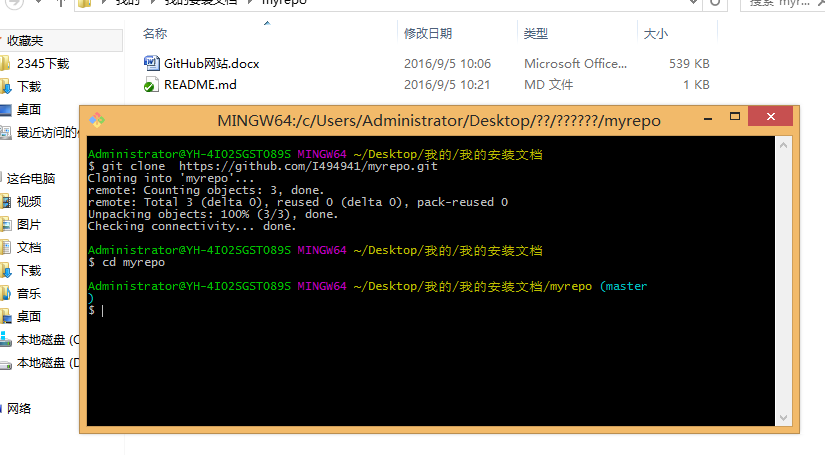 我的 我的安装文档 myrepo
搜索 myr...
名称 修改日期 类型 大小
收藏夹
2345下载
下载
桌面
最近访问的
这台电脑
视频
图片
文档
下载
音乐
桌面
本地磁盘 (C
本地磁盘 (D
网络
GitHub网站.docx 2016/9/5 10:06 Microsoft Office... 539 KB
README.md 2016/9/5 10:21 MD 文件 1 KB
MINGW64:/c/Users/Administrator/Desktop/??/??????/myrepo
Administrator@YH-4IO2SGSTO89S MINGW64 ~/Desktop/我的/我的安装文档
$ git clone  https://github.com/I494941/myrepo.git
Cloning into 'myrepo'...
remote: Counting objects: 3, done.
remote: Total 3 (delta 0), reused 0 (delta 0), pack-reused 0
Unpacking objects: 100% (3/3), done.
Checking connectivity... done.
Administrator@YH-4IO2SGSTO89S MINGW64 ~/Desktop/我的/我的安装文档
$ cd myrepo
Administrator@YH-4IO2SGSTO89S MINGW64 ~/Desktop/我的/我的安装文档/myrepo (master
)
$